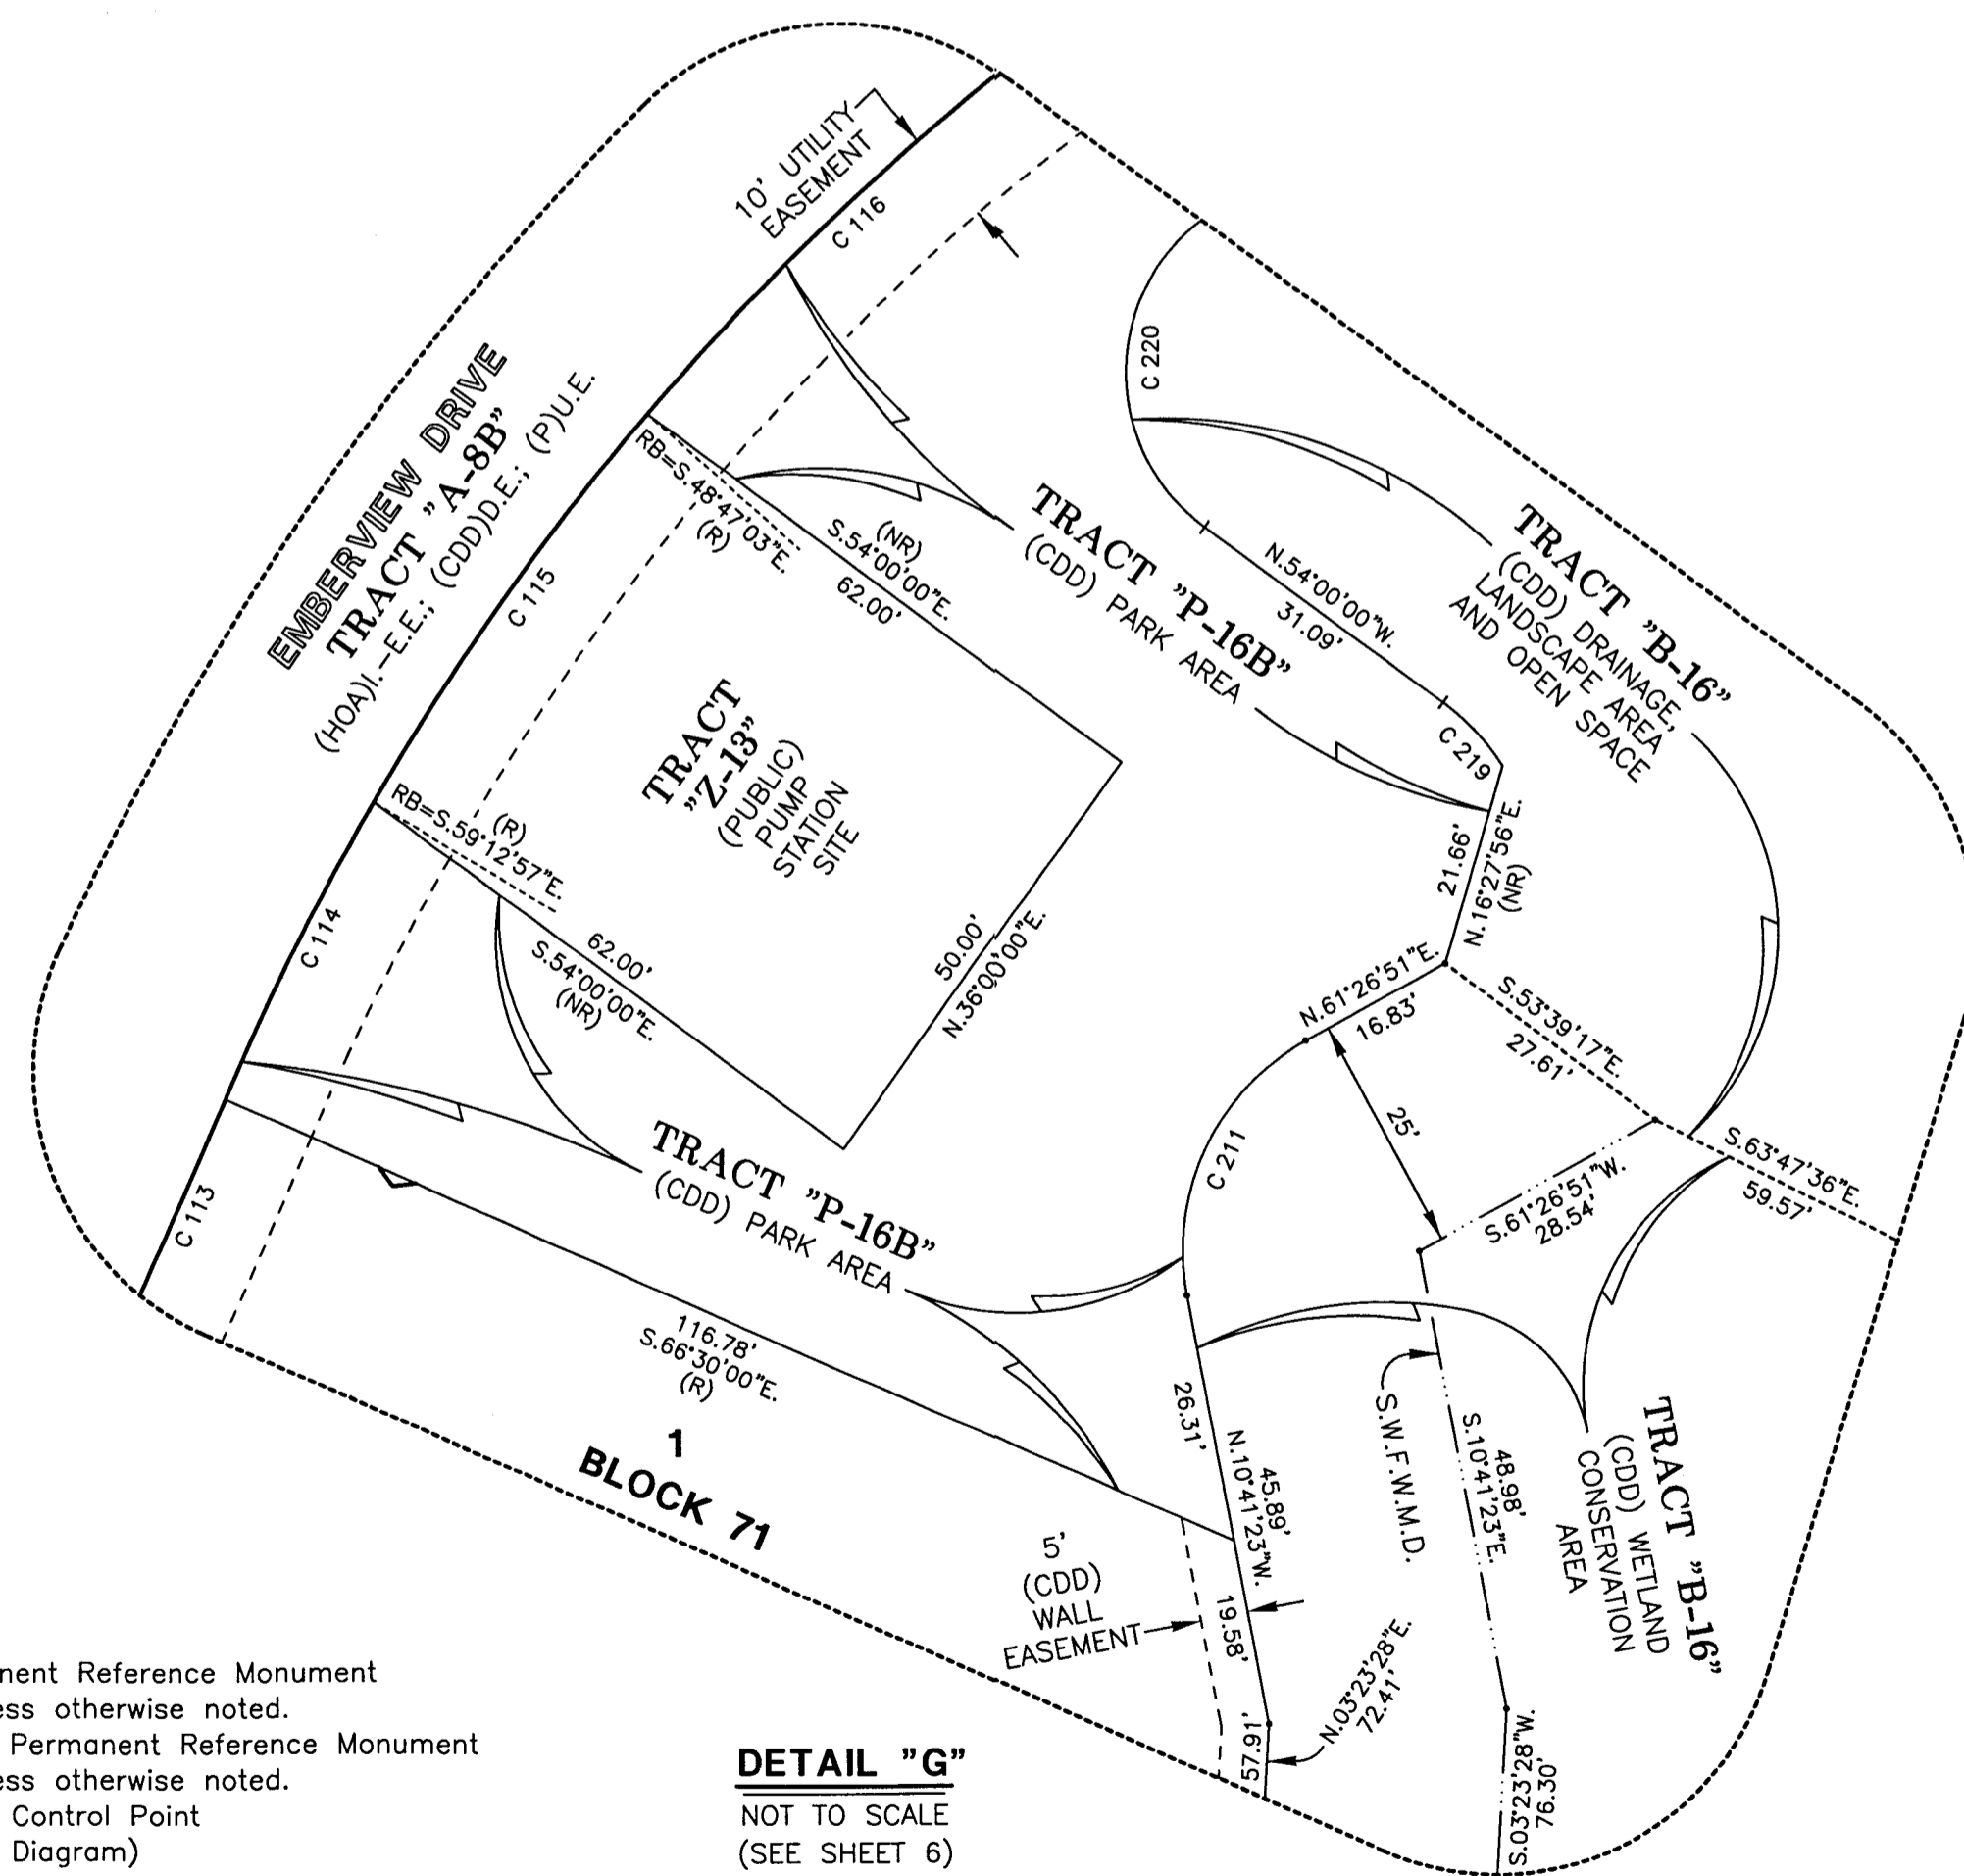 10' UTILITY
EASEMENT
C 116
EMBERVIEW DRIVE
TRACT "A-8B"
(HOA)I.-E.E.; (CDD)D.E.; (P)U.E.
C 115
C 114
C 113
RB=S.48°47'03"E.
(R)
(NR)
S.54°00'00"E.
62.00'
TRACT
"Z-13"
(PUBLIC)
PUMP
STATION
SITE
RB=S.59°12'57"E.
(R)
62.00'
S.54°00'00"E.
(NR)
50.00'
N.36°00'00"E.
TRACT "P-16B"
(CDD) PARK AREA
C 220
N.54°00'00"W.
31.09'
C 219
TRACT "B-16"
(CDD) DRAINAGE,
LANDSCAPE AREA
AND OPEN SPACE
21.66'
N.16°27'56"E.
(NR)
N.61°26'51"E.
16.83'
S.53°39'17"E.
27.61'
25'
C 211
S.61°26'51"W.
28.54'
S.63°47'36"E.
59.57'
TRACT "P-16B"
(CDD) PARK AREA
116.78'
S.66°30'00"E.
(R)
1
BLOCK 71
26.31'
45.89'
N.10°41'23"W.
19.58'
S.W.F.W.M.D.
48.98'
S.10°41'23"E.
TRACT "B-16"
(CDD) WETLAND
CONSERVATION
AREA
5'
(CDD)
WALL
EASEMENT
N.03°23'28"E.
72.41'
57.91'
S.03°23'28"W.
76.30'
nent Reference Monument
ess otherwise noted.
Permanent Reference Monument
ess otherwise noted.
Control Point
Diagram)
DETAIL "G"
NOT TO SCALE
(SEE SHEET 6)